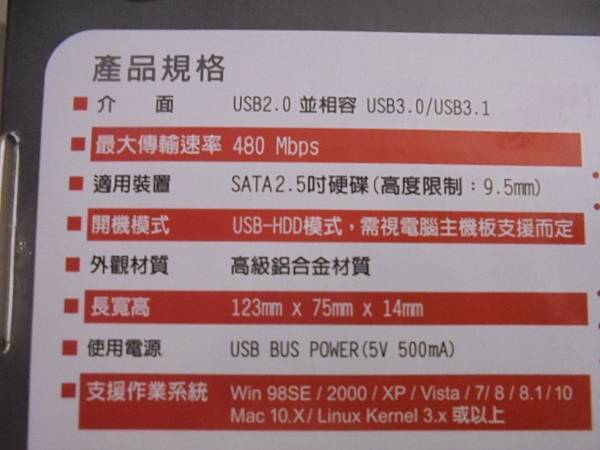 產品規格
介 面 USB2.0 並相容 USB3.0/USB3.1
最大傳輸速率 480 Mbps
適用裝置 SATA2.5吋硬碟(高度限制：9.5mm)
開機模式 USB-HDD模式，需視電腦主機板支援而定
外觀材質 高級鋁合金材質
長寬高 123mm x 75mm x 14mm
使用電源 USB BUS POWER(5V 500mA)
支援作業系統 Win 98SE / 2000 / XP / Vista / 7/ 8 / 8.1/ 10
Mac 10.X/ Linux Kernel 3.x 或以上